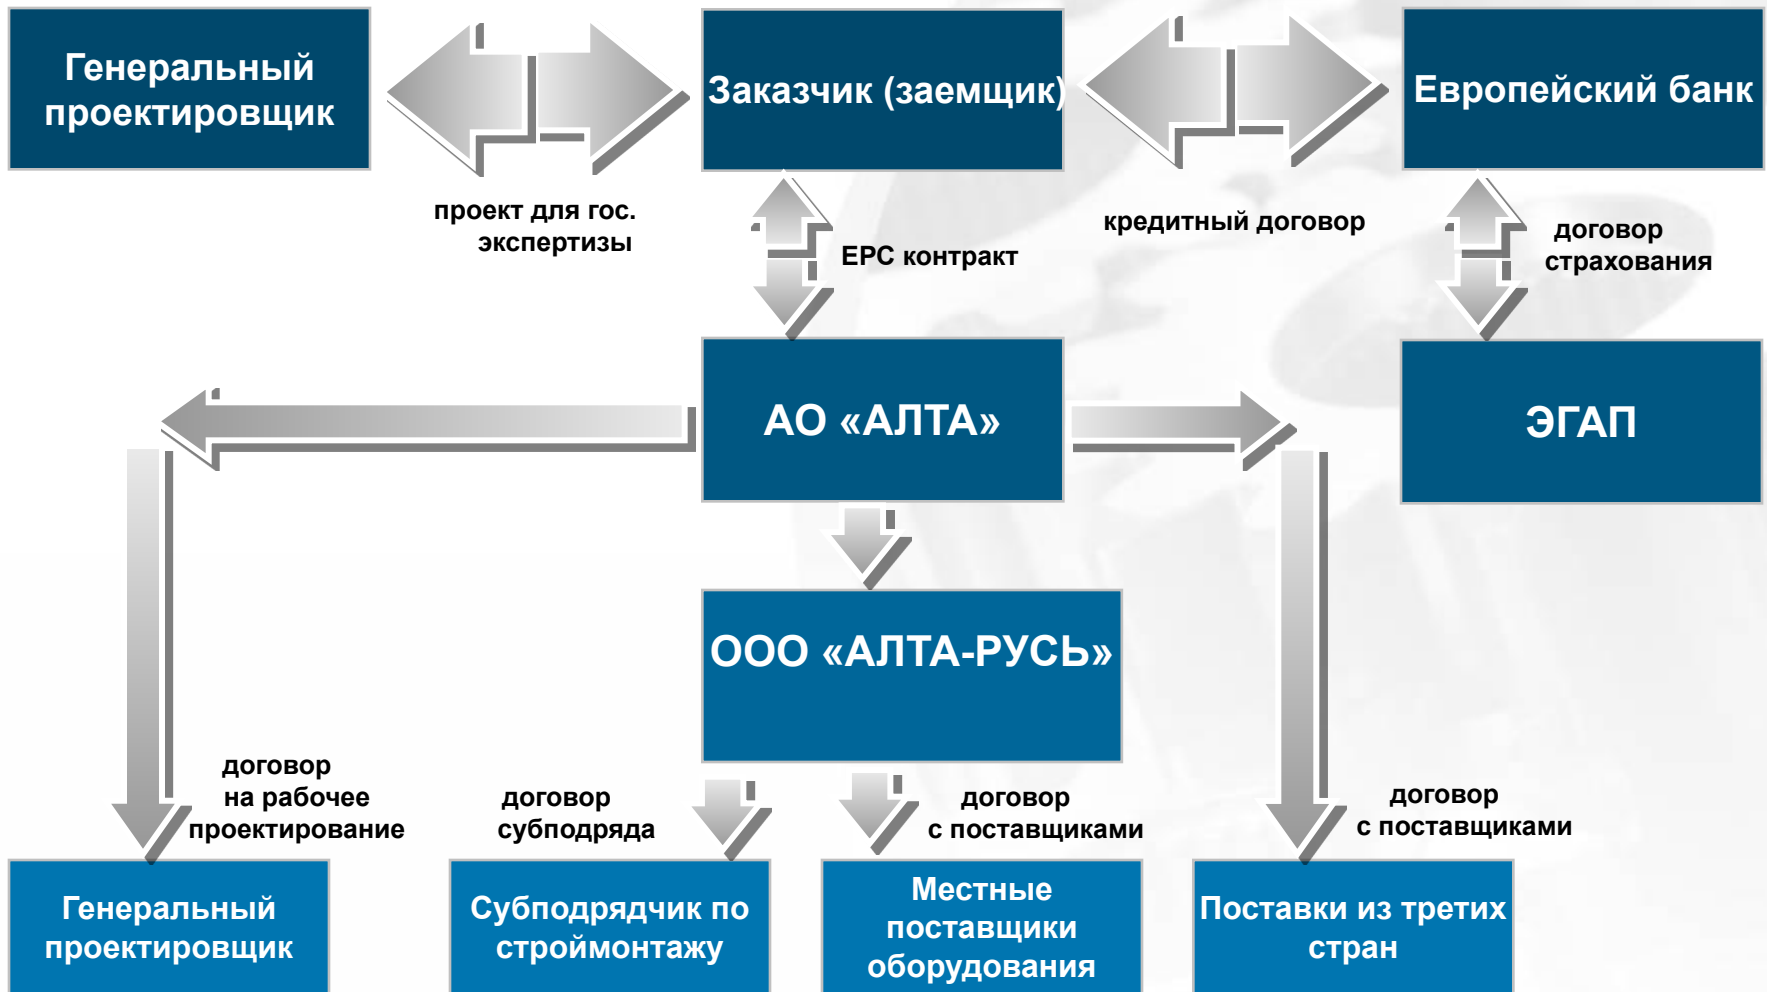 Генеральный
проектировщик
Заказчик (заемщик)
Европейский банк
проект для гос.
экспертизы
ЕРС контракт
кредитный договор
договор
страхования
АО «АЛТА»
ЭГАП
ООО «АЛТА-РУСЬ»
договор
на рабочее
проектирование
договор
субподряда
договор
с поставщиками
договор
с поставщиками
Генеральный
проектировщик
Субподрядчик по
строймонтажу
Местные
поставщики
оборудования
Поставки из третих
стран